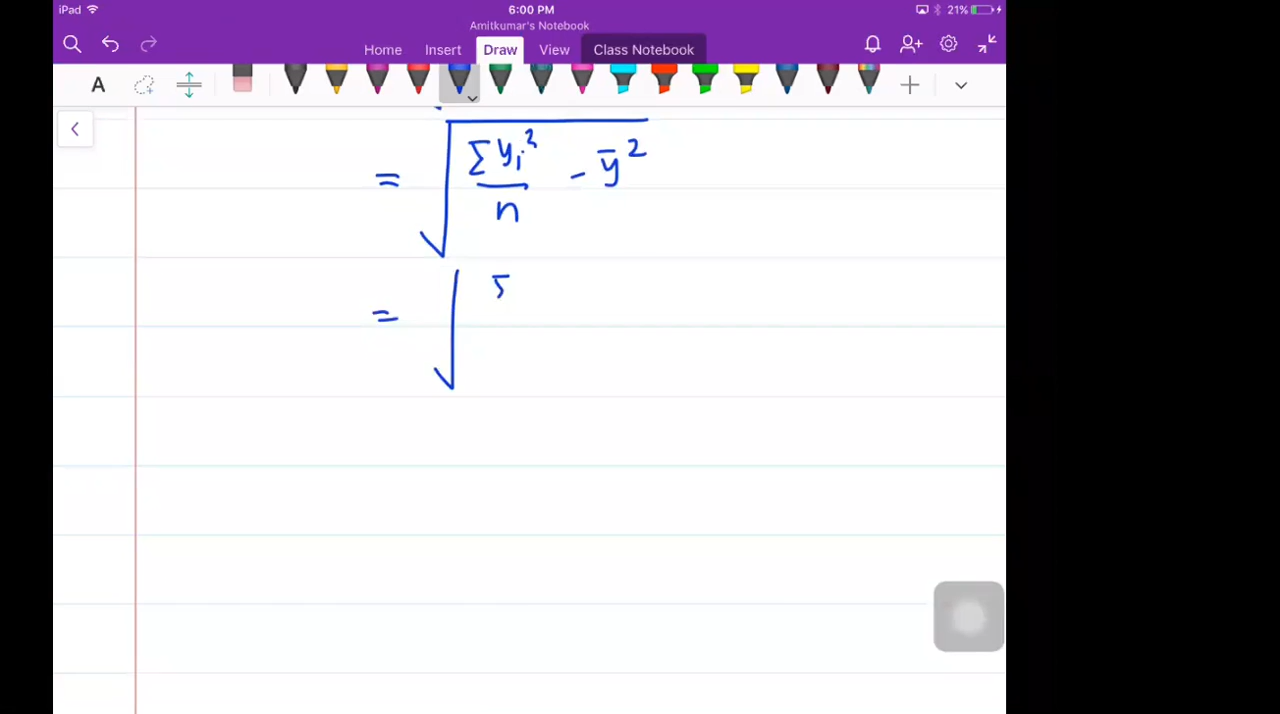 iPad 6:00 PM 21%
Amitkumar's Notebook
Home Insert Draw View Class Notebook
A
= √( Σyᵢ² / n - ȳ² )
= √ 5